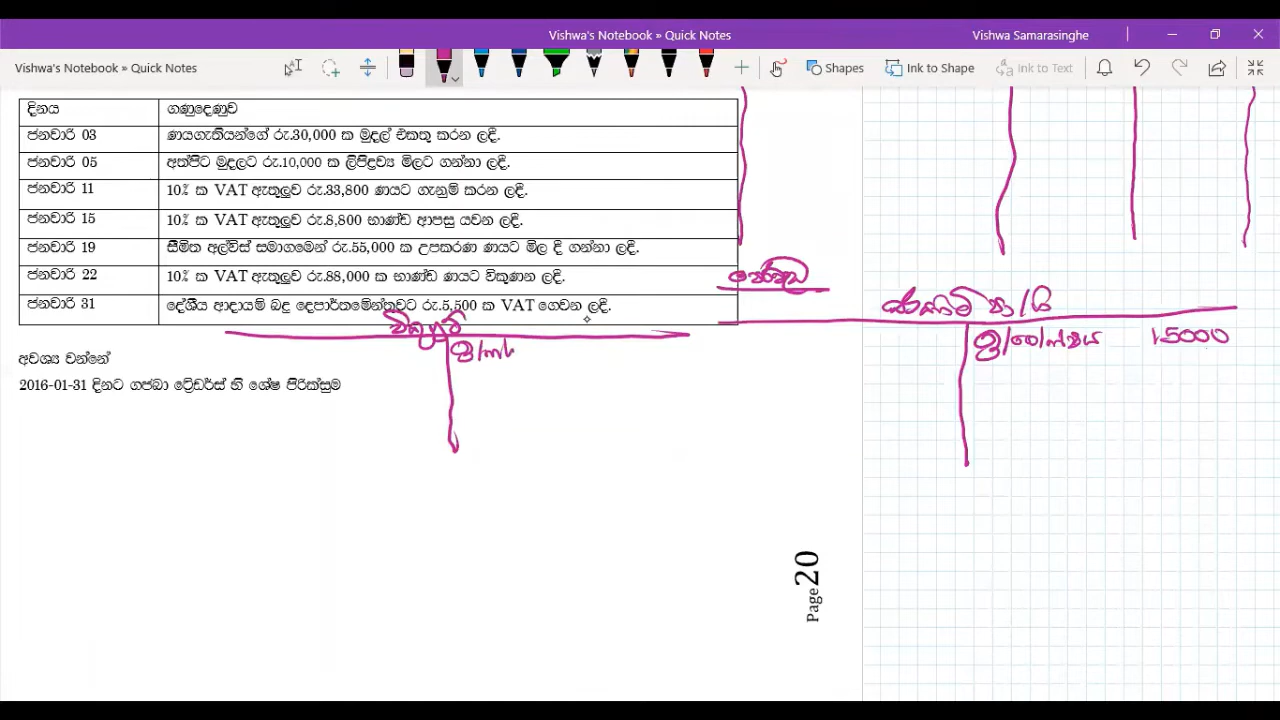 Vishwa's Notebook » Quick Notes
Vishwa Samarasinghe
Vishwa's Notebook » Quick Notes
Shapes
Ink to Shape
Ink to Text
දිනය ගණුදෙණුව
ජනවාරි 03 ණයගැතියන්ගේ රු.30,000 ක මුදල් එකතු කරන ලදී.
ජනවාරි 05 අත්පිට මුදලට රු.10,000 ක ලිපිද්‍රව්‍ය මිලට ගන්නා ලදී.
ජනවාරි 11 10% ක VAT ඇතුලුව රු.33,800 ණයට ගැනුම් කරන ලදී.
ජනවාරි 15 10% ක VAT ඇතුලුව රු.8,800 භාණ්ඩ ආපසු යවන ලදී.
ජනවාරි 19 සීමිත අල්විස් සමාගමෙන් රු.55,000 ක උපකරණ ණයට මිල දී ගන්නා ලදී.
ජනවාරි 22 10% ක VAT ඇතුලුව රු.88,000 ක භාණ්ඩ ණයට විකුණන ලදී.
ජනවාරි 31 දේශීය ආදායම් බදු දෙපාර්තමේන්තුවට රු.5,500 ක VAT ගෙවන ලදී.
15000
අවශ්‍ය වන්නේ
2016-01-31 දිනට ගජබා ට්‍රේඩර්ස් හි ශේෂ පිරික්සුම
Page20